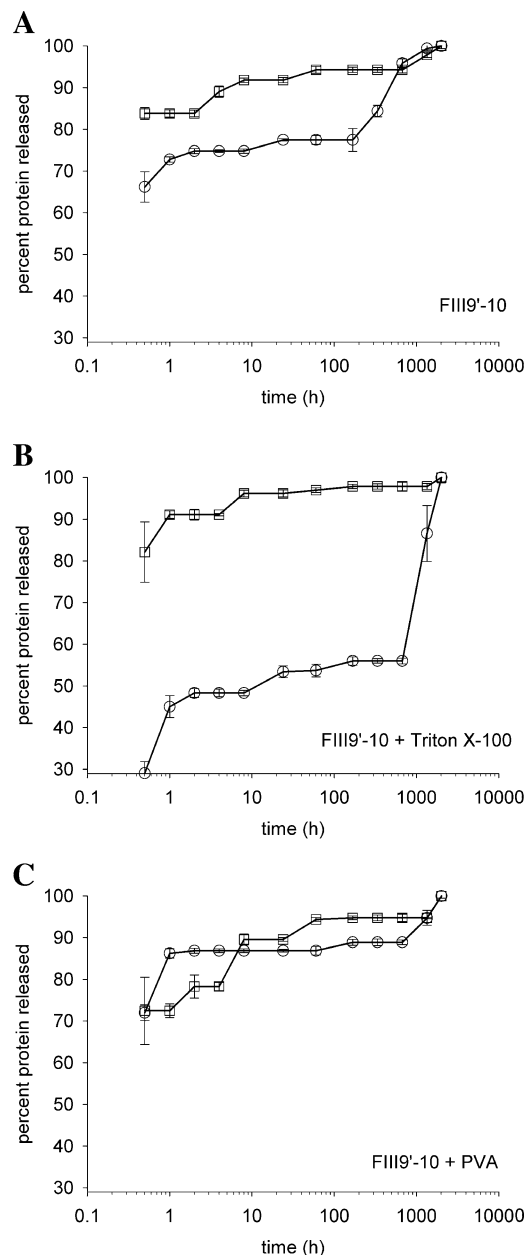 A
100
90
80
70
60
50
40
30
percent protein released
FIII9'-10
0.1 1 10 100 1000 10000
time (h)
B
100
90
80
70
60
50
40
30
percent protein released
FIII9'-10 + Triton X-100
0.1 1 10 100 1000 10000
time (h)
C
100
90
80
70
60
50
40
30
percent protein released
FIII9'-10 + PVA
0.1 1 10 100 1000 10000
time (h)